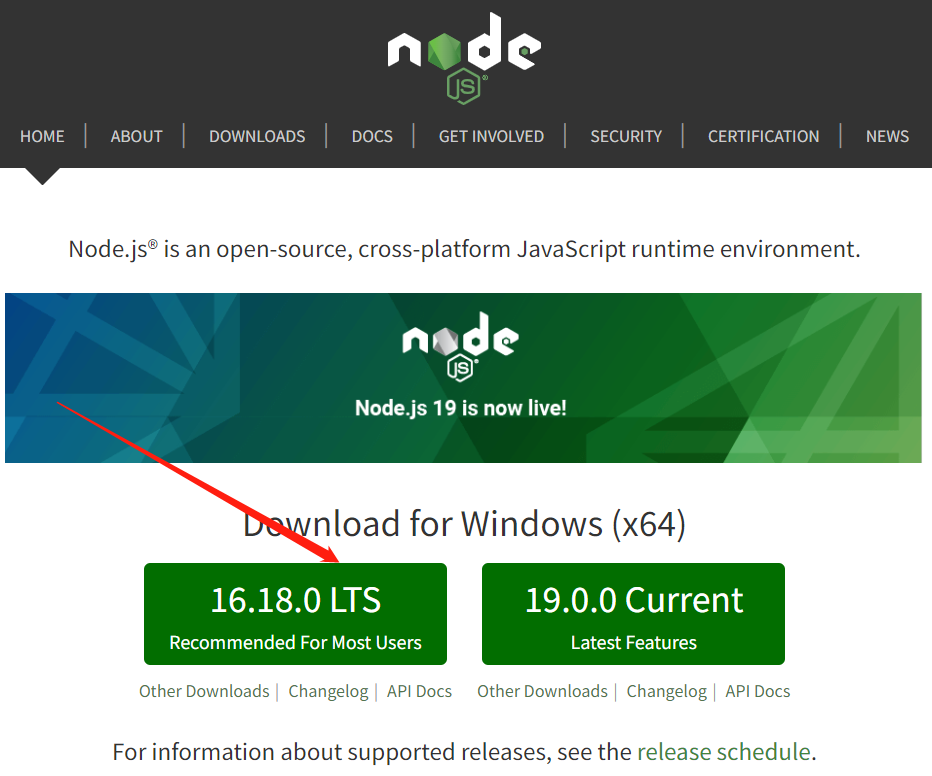 node
JS®
HOME | ABOUT | DOWNLOADS | DOCS | GET INVOLVED | SECURITY | CERTIFICATION | NEWS
Node.js® is an open-source, cross-platform JavaScript runtime environment.
node
JS®
Node.js 19 is now live!
Download for Windows (x64)
16.18.0 LTS
Recommended For Most Users
19.0.0 Current
Latest Features
Other Downloads | Changelog | API Docs
Other Downloads | Changelog | API Docs
For information about supported releases, see the release schedule.